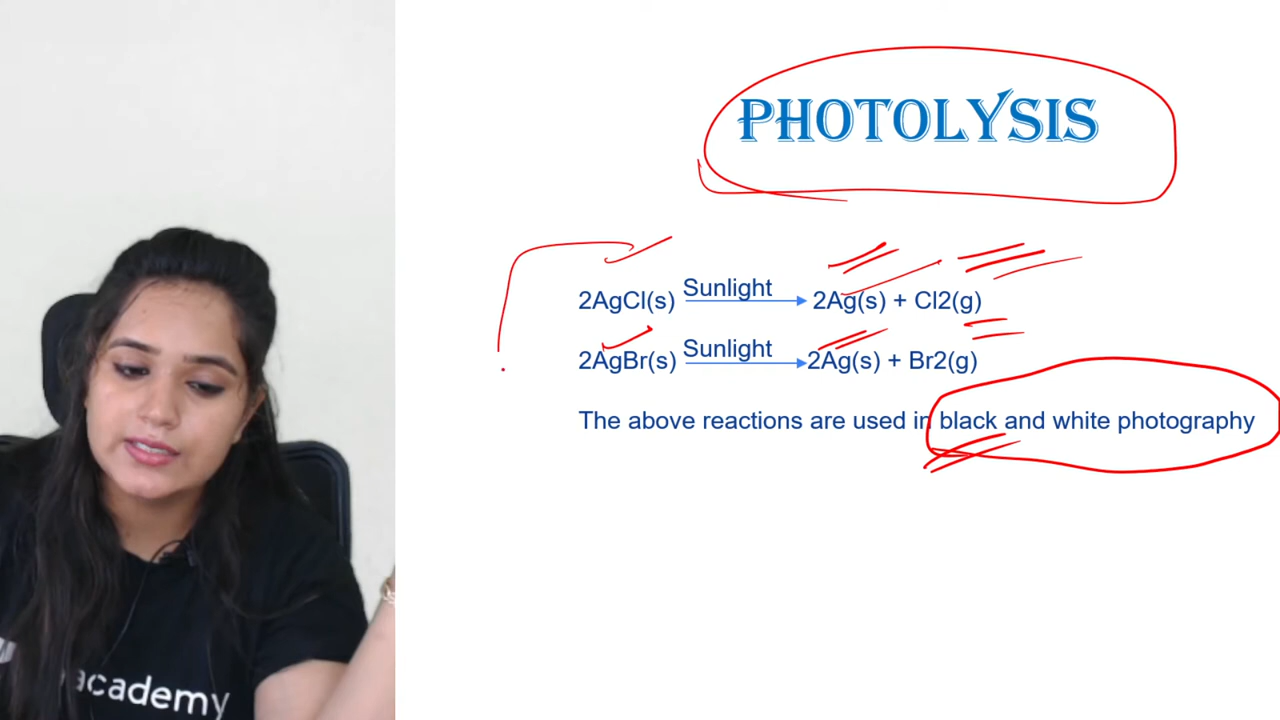 PHOTOLYSIS
2AgCl(s) Sunlight 2Ag(s) + Cl2(g)
2AgBr(s) Sunlight 2Ag(s) + Br2(g)
The above reactions are used in black and white photography
academy